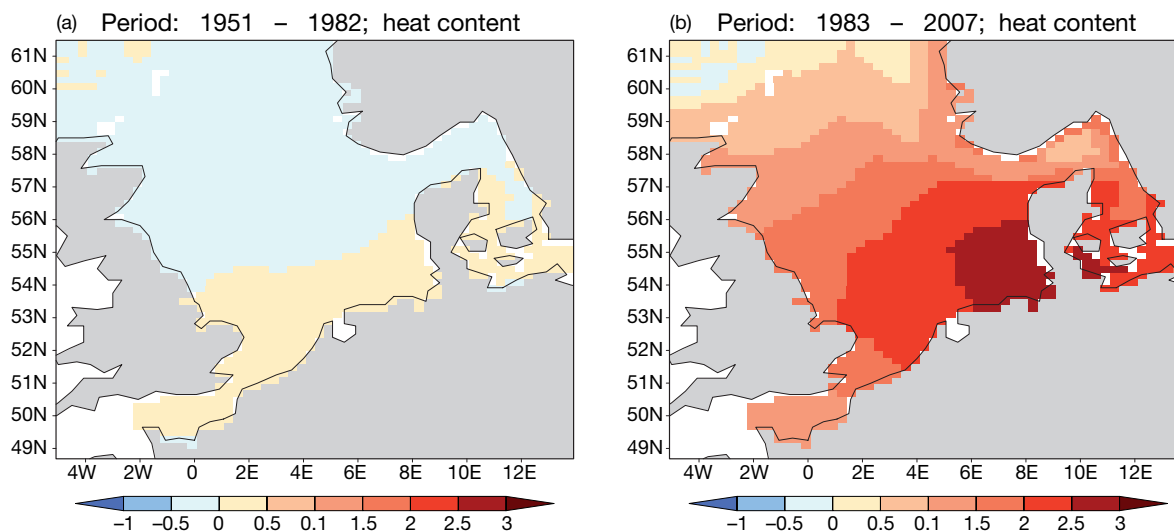 (a) Period: 1951 – 1982; heat content
61N
60N
59N
58N
57N
56N
55N
54N
53N
52N
51N
50N
49N
4W 2W 0 2E 4E 6E 8E 10E 12E
−1 −0.5 0 0.5 0.1 1.5 2 2.5 3
(b) Period: 1983 – 2007; heat content
61N
60N
59N
58N
57N
56N
55N
54N
53N
52N
51N
50N
49N
4W 2W 0 2E 4E 6E 8E 10E 12E
−1 −0.5 0 0.5 0.1 1.5 2 2.5 3